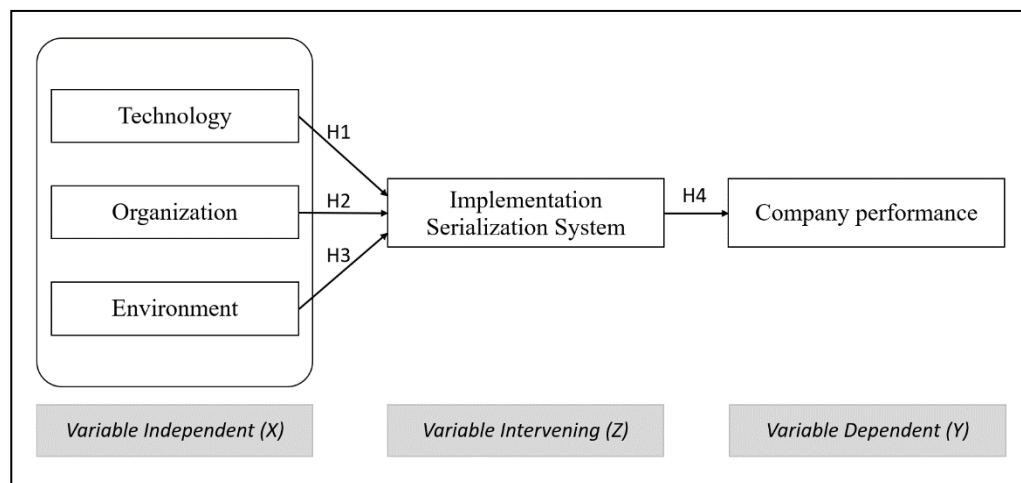 Technology
H1
Organization
H2
Implementation
Serialization System
H4
Company performance
H3
Environment
Variable Independent (X)
Variable Intervening (Z)
Variable Dependent (Y)